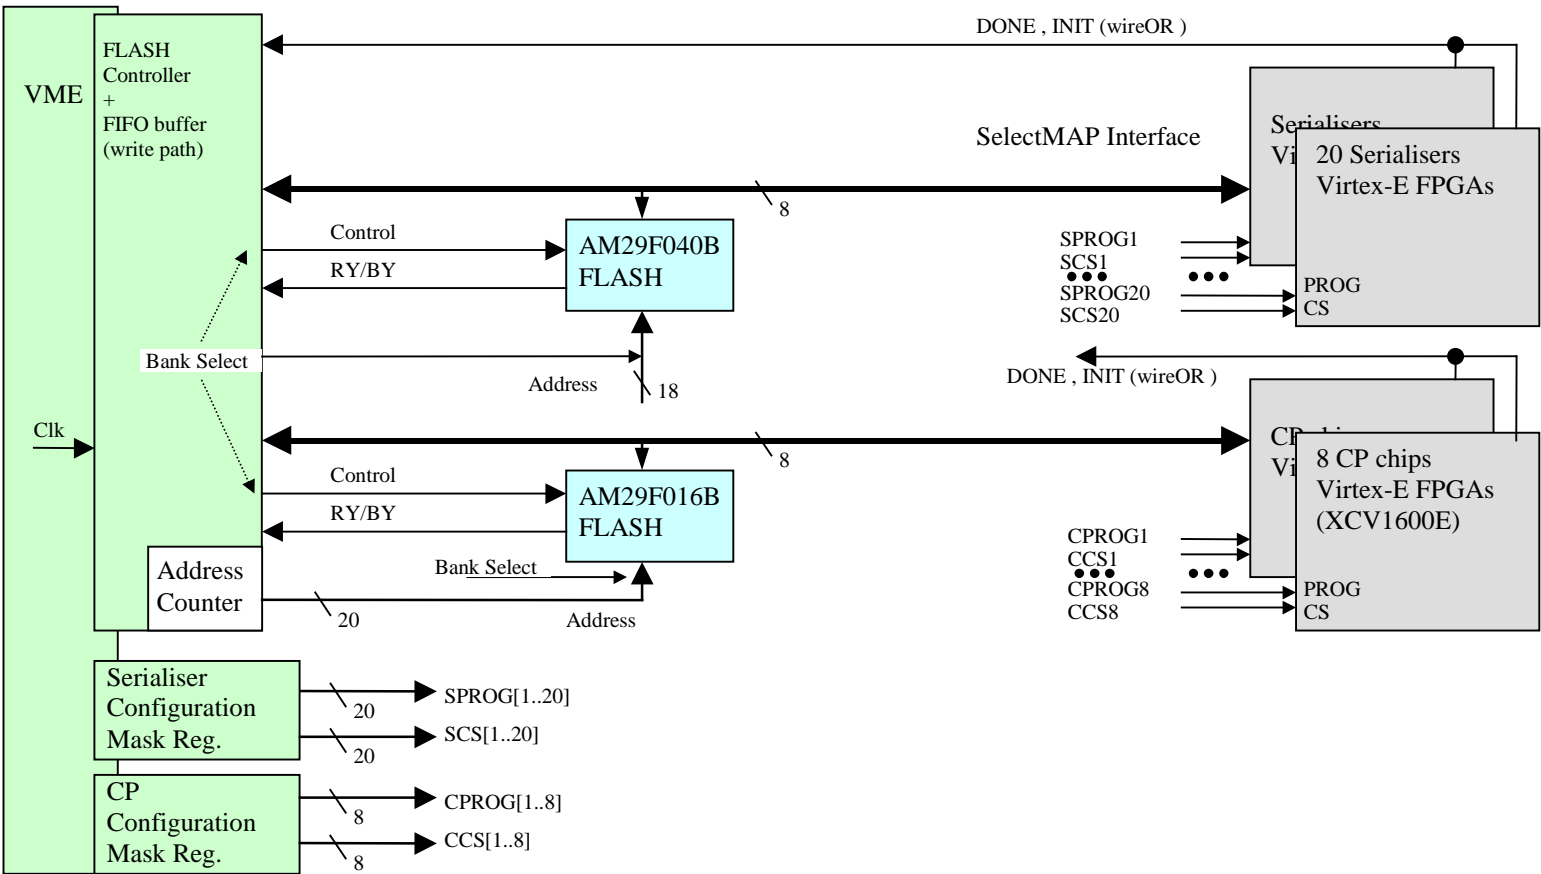 DONE , INIT (wireOR )
FLASH
Controller
+
FIFO buffer
(write path)
VME
SelectMAP Interface
Serialisers
Vi
20 Serialisers
Virtex-E FPGAs
8
Control
RY/BY
AM29F040B
FLASH
SPROG1
SCS1
SPROG20
SCS20
PROG
CS
Bank Select
Address
18
DONE , INIT (wireOR )
Clk
8
Control
RY/BY
AM29F016B
FLASH
Vi
8 CP chips
Virtex-E FPGAs
(XCV1600E)
CPROG1
CCS1
CPROG8
CCS8
PROG
CS
Bank Select
Address
Counter
20
Address
Serialiser
Configuration
Mask Reg.
20
SPROG[1..20]
20
SCS[1..20]
CP
Configuration
Mask Reg.
8
CPROG[1..8]
8
CCS[1..8]